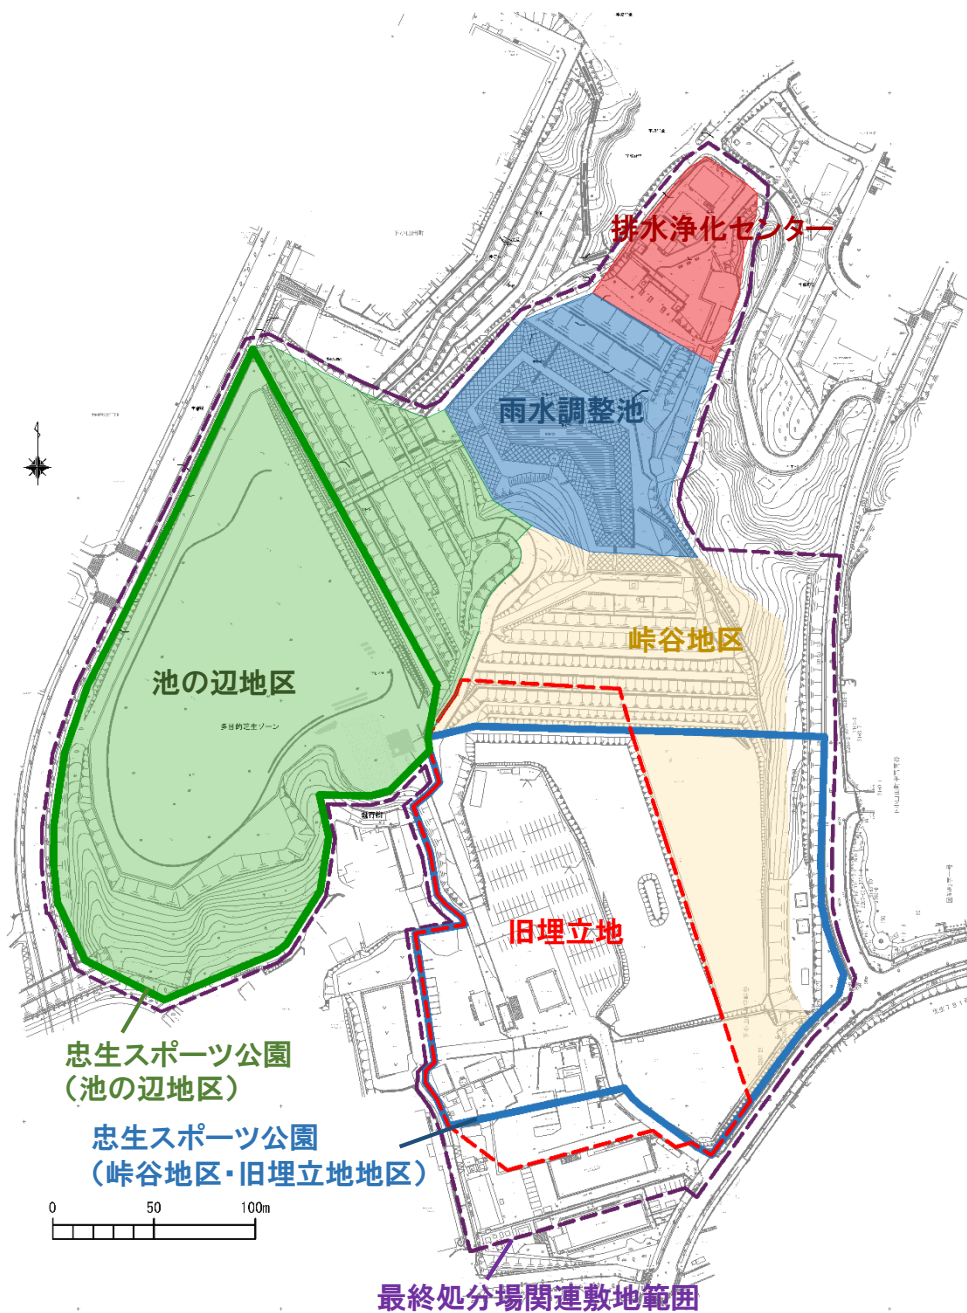 排水浄化センター
雨水調整池
峠谷地区
池の辺地区
多目的芝生ゾーン
旧埋立地
忠生スポーツ公園
（池の辺地区）
忠生スポーツ公園
（峠谷地区・旧埋立地地区）
0 50 100m
最終処分場関連敷地範囲